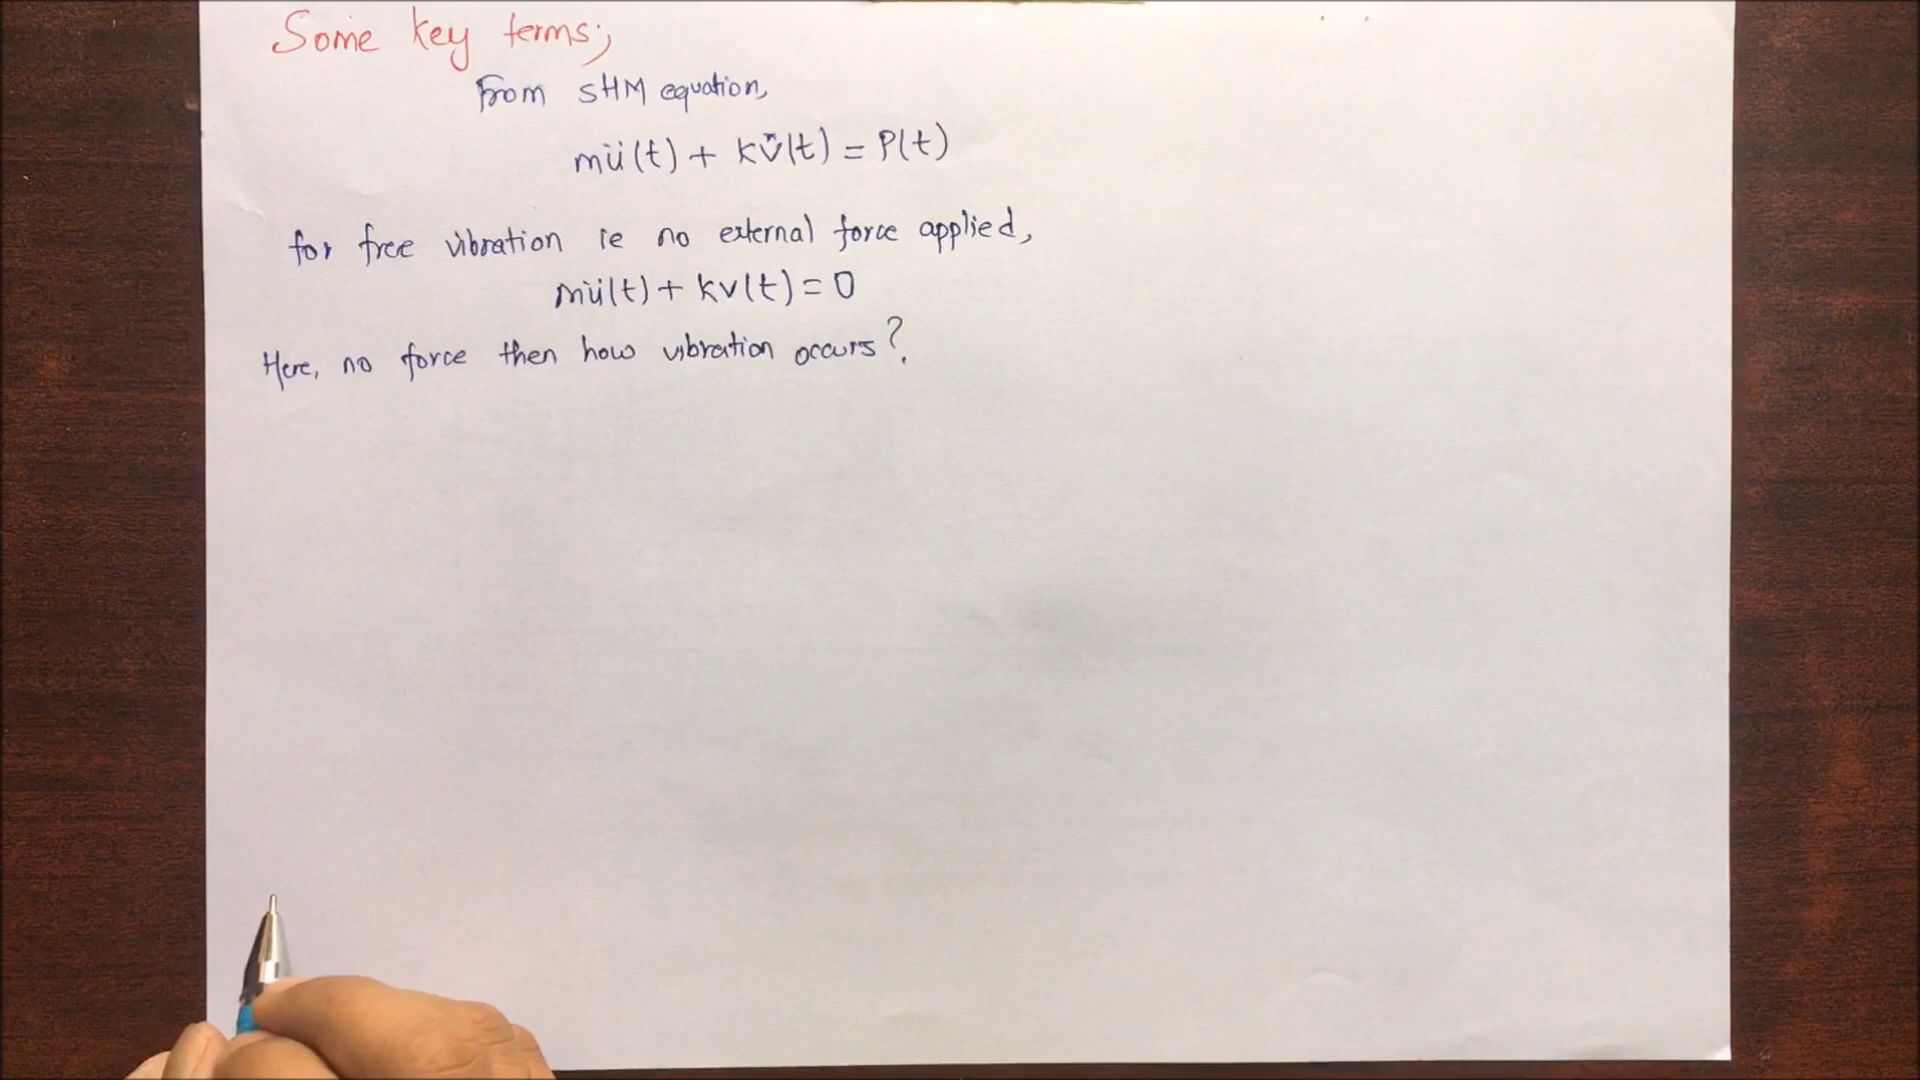 Some key terms;
From SHM equation,
mü(t) + kv̈(t) = P(t)
for free vibration ie no external force applied,
mü(t) + kv(t) = 0
Here, no force then how vibration occurs?